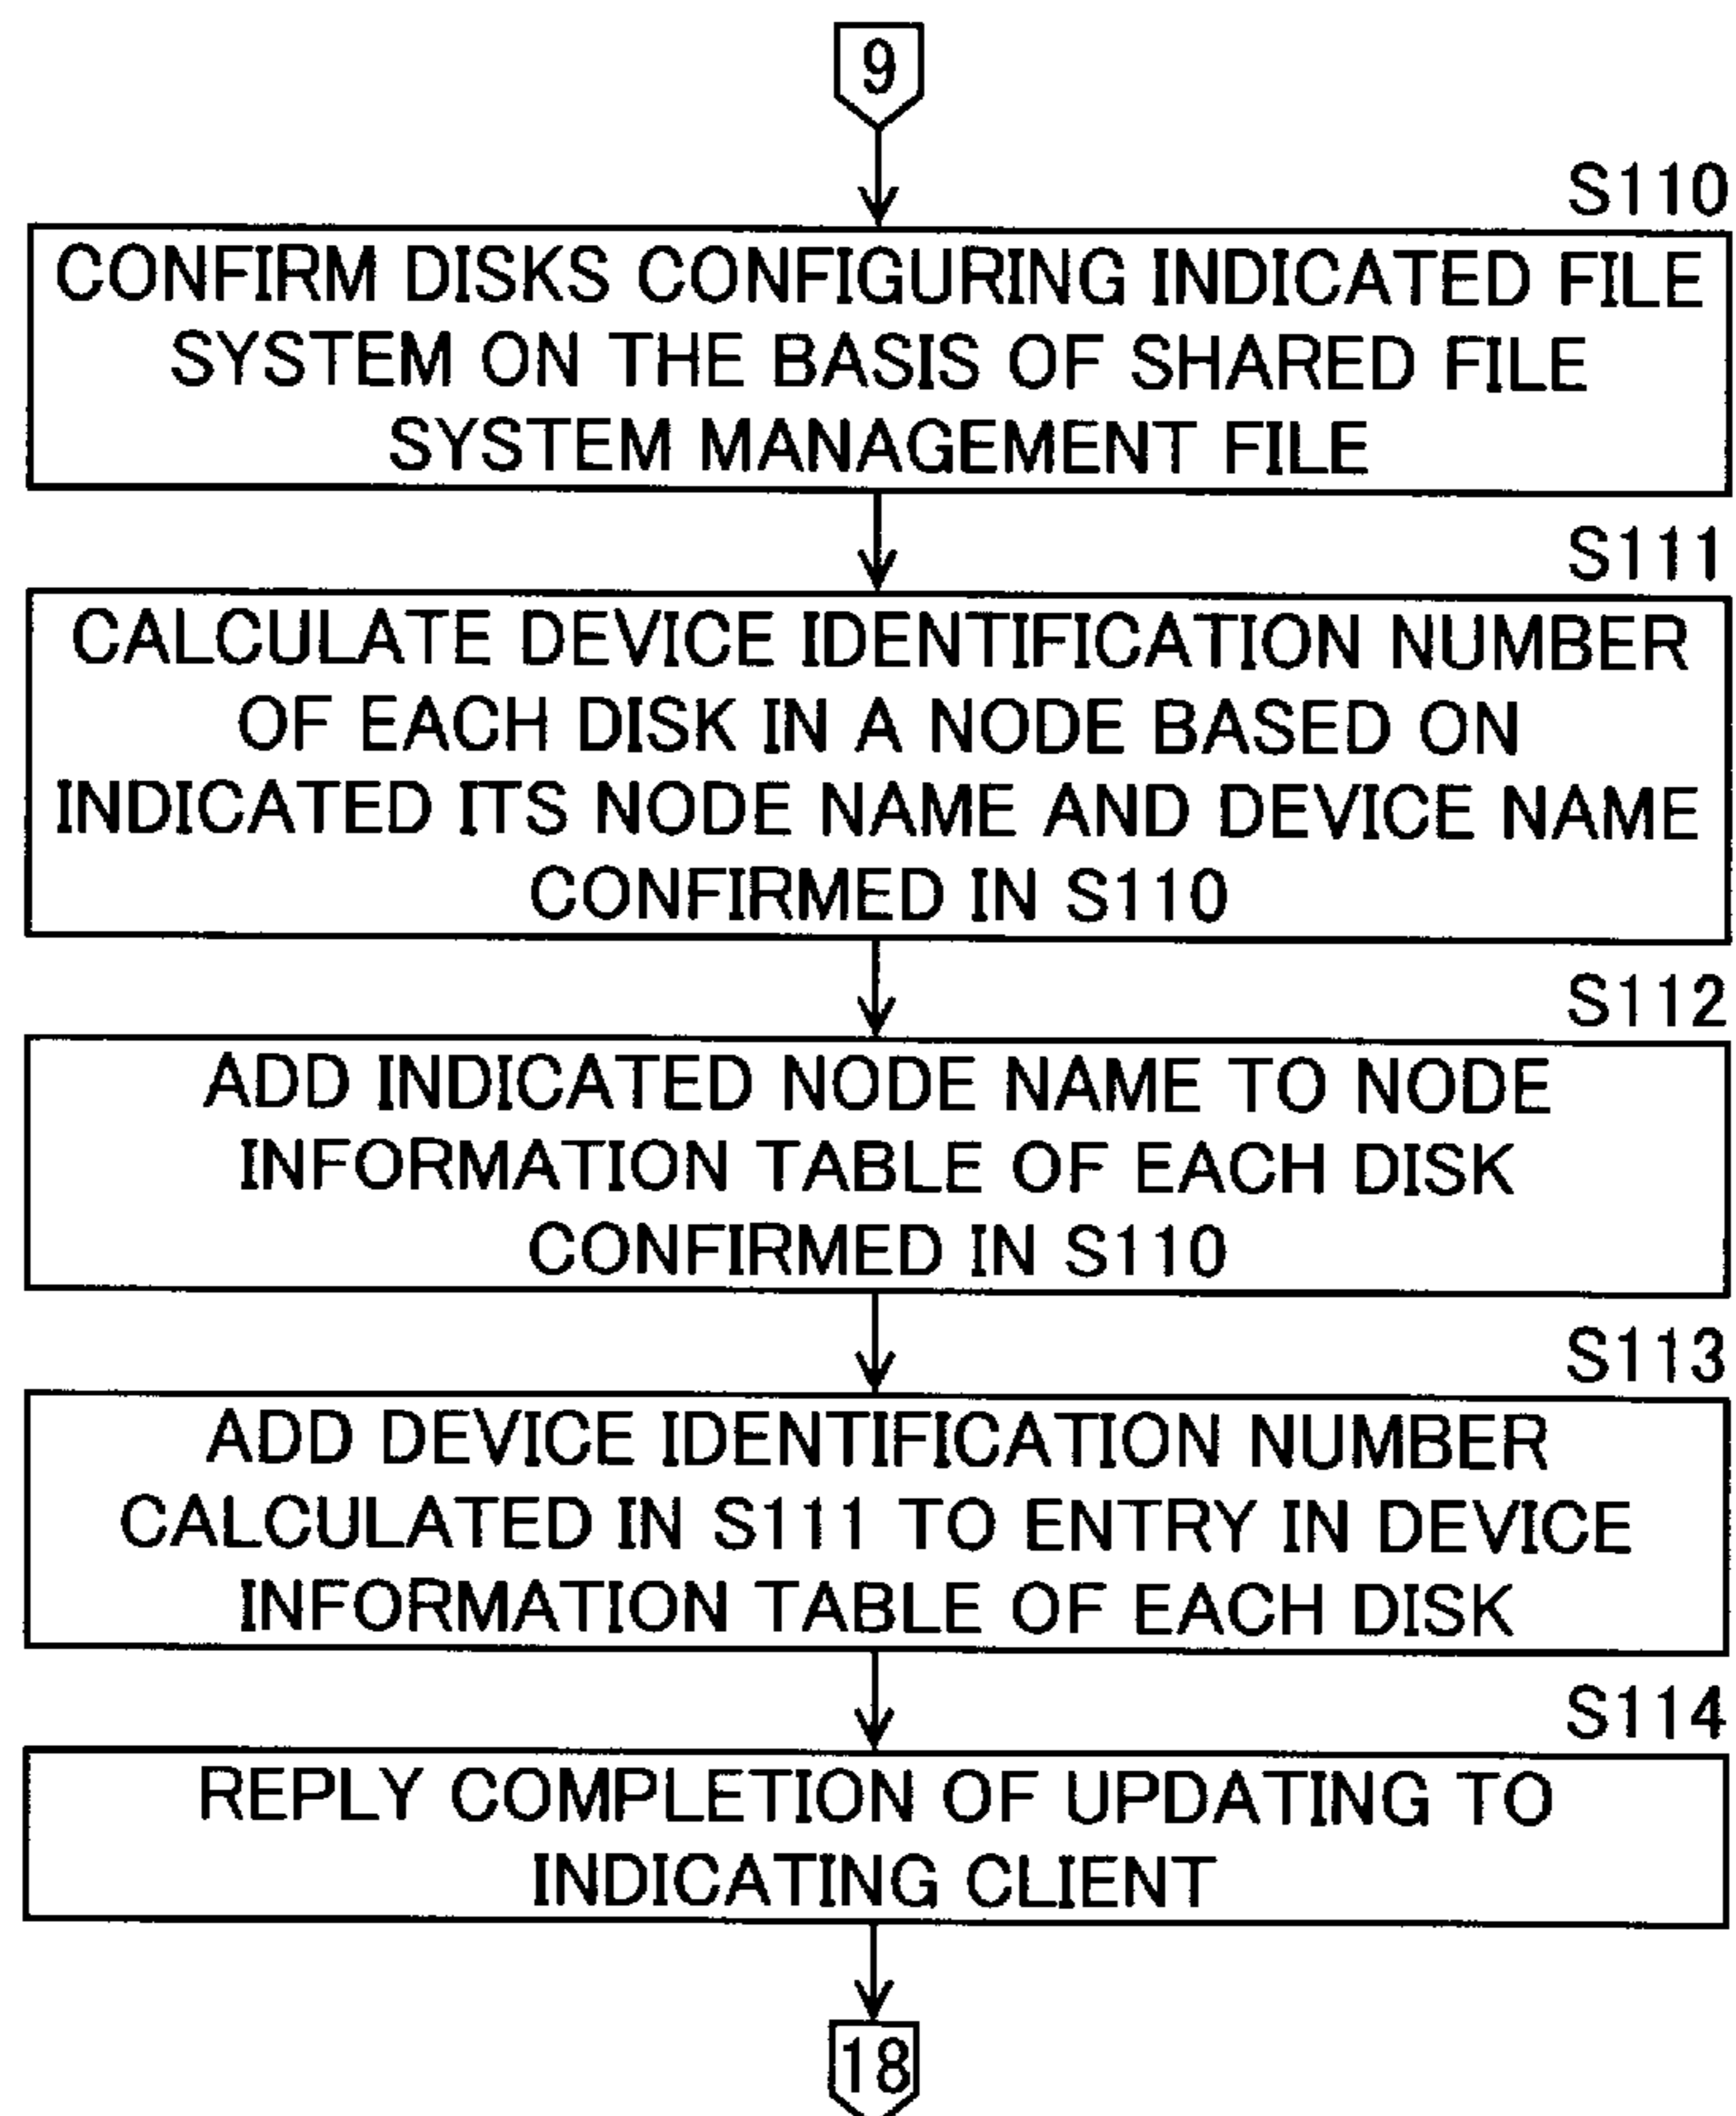 9
S110
CONFIRM DISKS CONFIGURING INDICATED FILE
SYSTEM ON THE BASIS OF SHARED FILE
SYSTEM MANAGEMENT FILE
S111
CALCULATE DEVICE IDENTIFICATION NUMBER
OF EACH DISK IN A NODE BASED ON
INDICATED ITS NODE NAME AND DEVICE NAME
CONFIRMED IN S110
S112
ADD INDICATED NODE NAME TO NODE
INFORMATION TABLE OF EACH DISK
CONFIRMED IN S110
S113
ADD DEVICE IDENTIFICATION NUMBER
CALCULATED IN S111 TO ENTRY IN DEVICE
INFORMATION TABLE OF EACH DISK
S114
REPLY COMPLETION OF UPDATING TO
INDICATING CLIENT
18